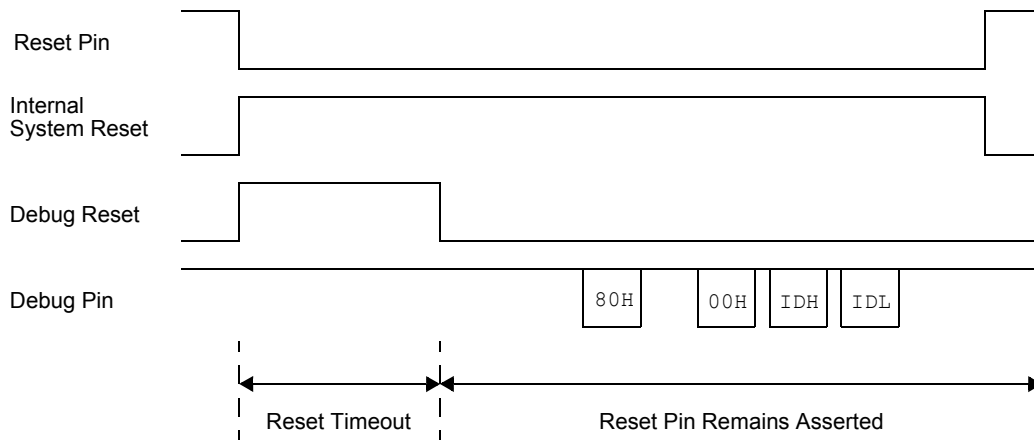 Reset Pin
Internal
System Reset
Debug Reset
Debug Pin
80H 00H IDH IDL
Reset Timeout Reset Pin Remains Asserted